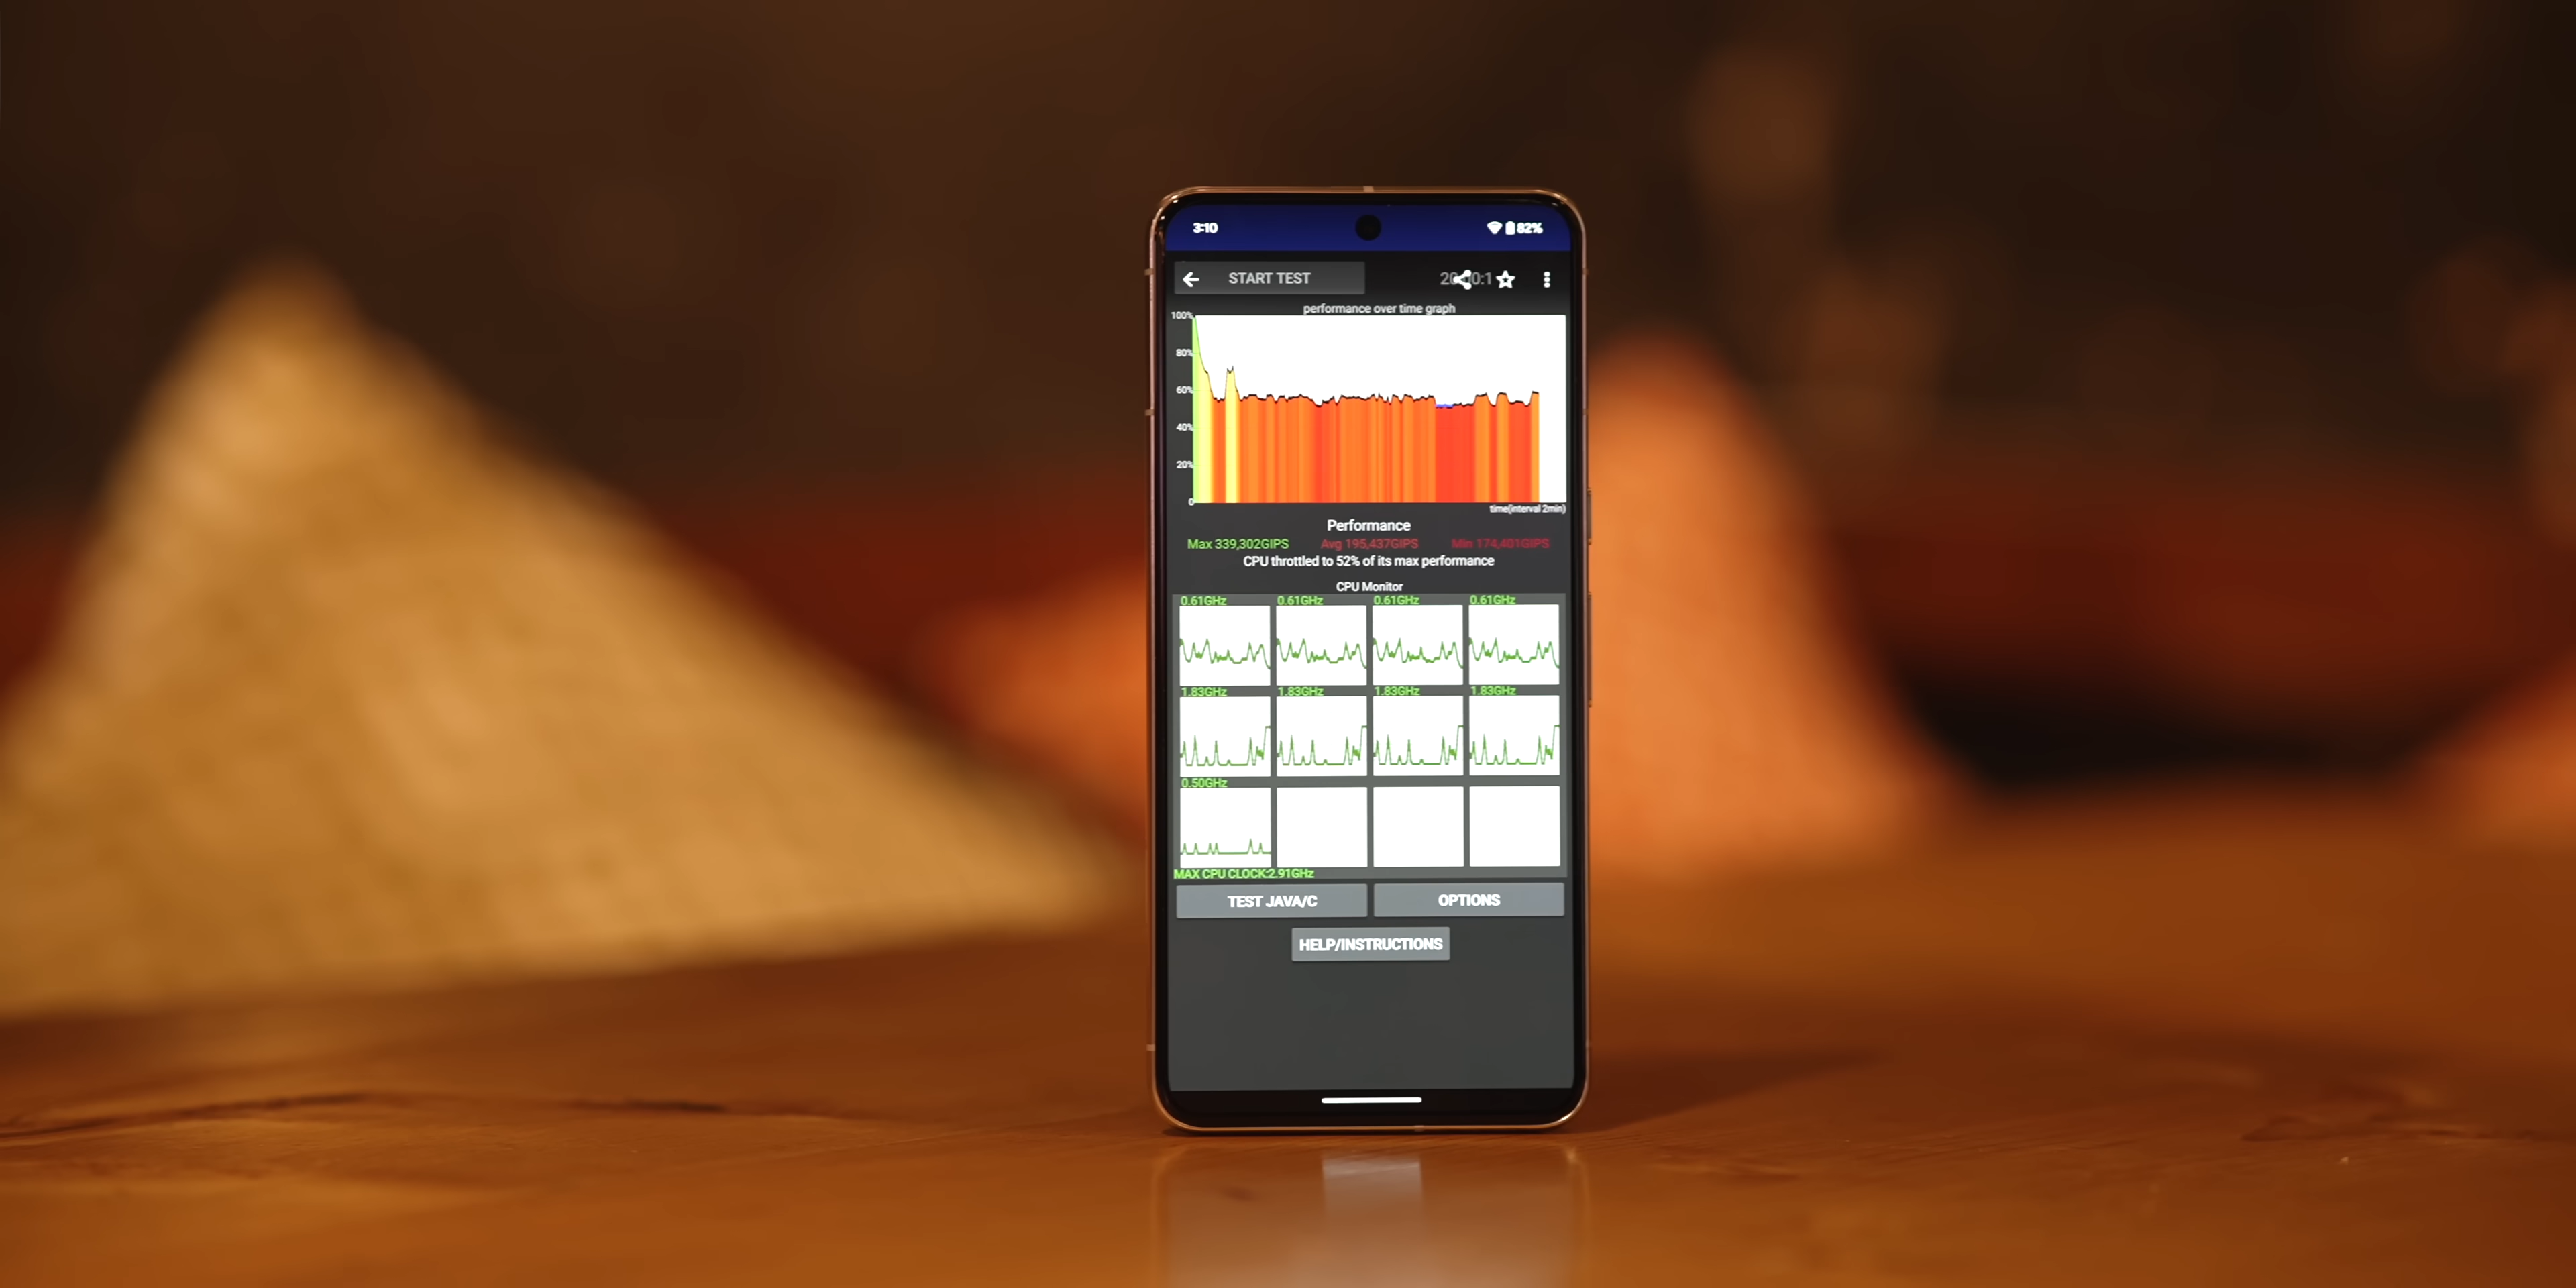 3:10 82%
START TEST
performance over time graph
100%
80%
60%
40%
20%
0
time(interval 2min)
Performance
Max 339,302GIPS Avg 195,437GIPS Min 174,401GIPS
CPU throttled to 52% of its max performance
CPU Monitor
0.61GHz 0.61GHz 0.61GHz 0.61GHz
1.83GHz 1.83GHz 1.83GHz 1.83GHz
0.50GHz
MAX CPU CLOCK:2.91GHz
TEST JAVA/C OPTIONS
HELP/INSTRUCTIONS